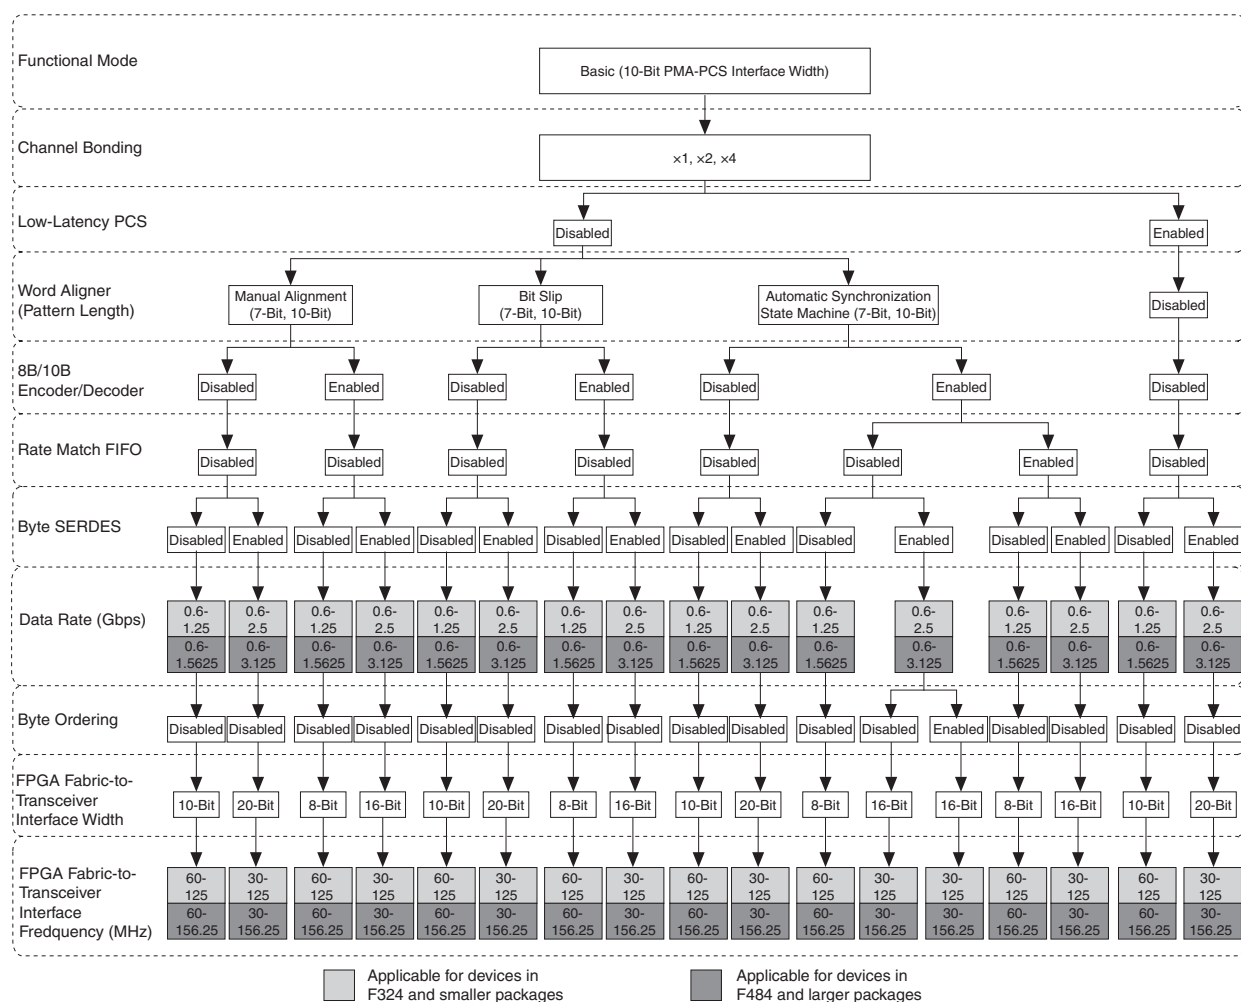 Functional Mode
Basic (10-Bit PMA-PCS Interface Width)
Channel Bonding
×1, ×2, ×4
Low-Latency PCS
Disabled Enabled
Word Aligner
(Pattern Length)
Manual Alignment
(7-Bit, 10-Bit)
Bit Slip
(7-Bit, 10-Bit)
Automatic Synchronization
State Machine (7-Bit, 10-Bit)
Disabled
8B/10B
Encoder/Decoder
Disabled Enabled Disabled Enabled Disabled Enabled Disabled
Rate Match FIFO
Disabled Disabled Disabled Disabled Disabled Disabled Enabled Disabled
Byte SERDES
Disabled Enabled Disabled Enabled Disabled Enabled Disabled Enabled Disabled Enabled Disabled Enabled Disabled Enabled Disabled Enabled
Data Rate (Gbps)
0.6- 0.6- 0.6- 0.6- 0.6- 0.6- 0.6- 0.6- 0.6- 0.6- 0.6- 0.6- 0.6- 0.6- 0.6- 0.6-
1.25 2.5 1.25 2.5 1.25 2.5 1.25 2.5 1.25 2.5 1.25 2.5 1.25 2.5 1.25 2.5
0.6- 0.6- 0.6- 0.6- 0.6- 0.6- 0.6- 0.6- 0.6- 0.6- 0.6- 0.6- 0.6- 0.6- 0.6- 0.6-
1.5625 3.125 1.5625 3.125 1.5625 3.125 1.5625 3.125 1.5625 3.125 1.5625 3.125 1.5625 3.125 1.5625 3.125
Byte Ordering
Disabled Disabled Disabled Disabled Disabled Disabled Disabled Disabled Disabled Disabled Disabled Disabled Enabled Disabled Disabled Disabled Disabled
FPGA Fabric-to-
Transceiver
Interface Width
10-Bit 20-Bit 8-Bit 16-Bit 10-Bit 20-Bit 8-Bit 16-Bit 10-Bit 20-Bit 8-Bit 16-Bit 16-Bit 8-Bit 16-Bit 10-Bit 20-Bit
FPGA Fabric-to-
Transceiver
Interface
Fredquency (MHz)
60- 30- 60- 30- 60- 30- 60- 30- 60- 30- 60- 30- 30- 60- 30- 60- 30-
125 125 125 125 125 125 125 125 125 125 125 125 125 125 125 125 125
60- 30- 60- 30- 60- 30- 60- 30- 60- 30- 60- 30- 30- 60- 30- 60- 30-
156.25 156.25 156.25 156.25 156.25 156.25 156.25 156.25 156.25 156.25 156.25 156.25 156.25 156.25 156.25 156.25 156.25
Applicable for devices in
F324 and smaller packages
Applicable for devices in
F484 and larger packages